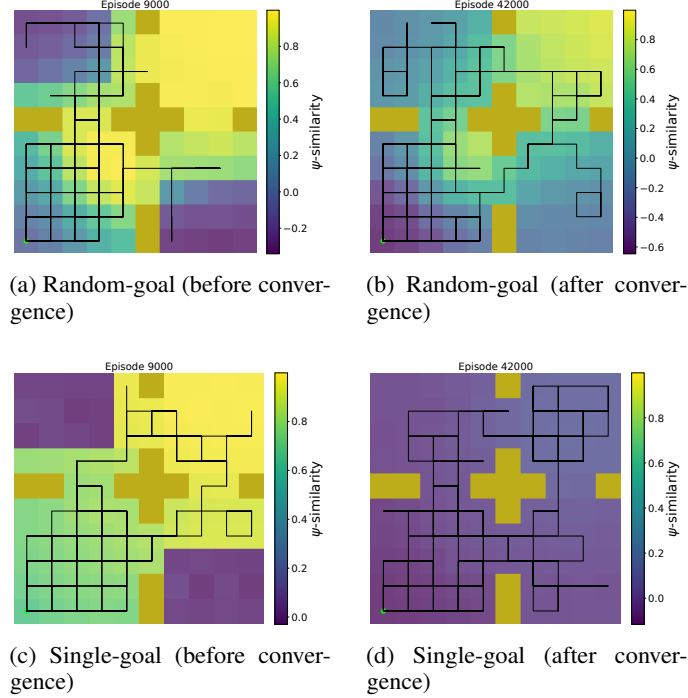 Episode 9000
0.8
0.6
0.4
0.2
0.0
−0.2
ψ-similarity
(a) Random-goal (before conver-
gence)
Episode 42000
0.8
0.6
0.4
0.2
0.0
−0.2
−0.4
−0.6
ψ-similarity
(b) Random-goal (after conver-
gence)
Episode 9000
0.8
0.6
0.4
0.2
0.0
ψ-similarity
(c) Single-goal (before conver-
gence)
Episode 42000
0.8
0.6
0.4
0.2
0.0
ψ-similarity
(d) Single-goal (after conver-
gence)